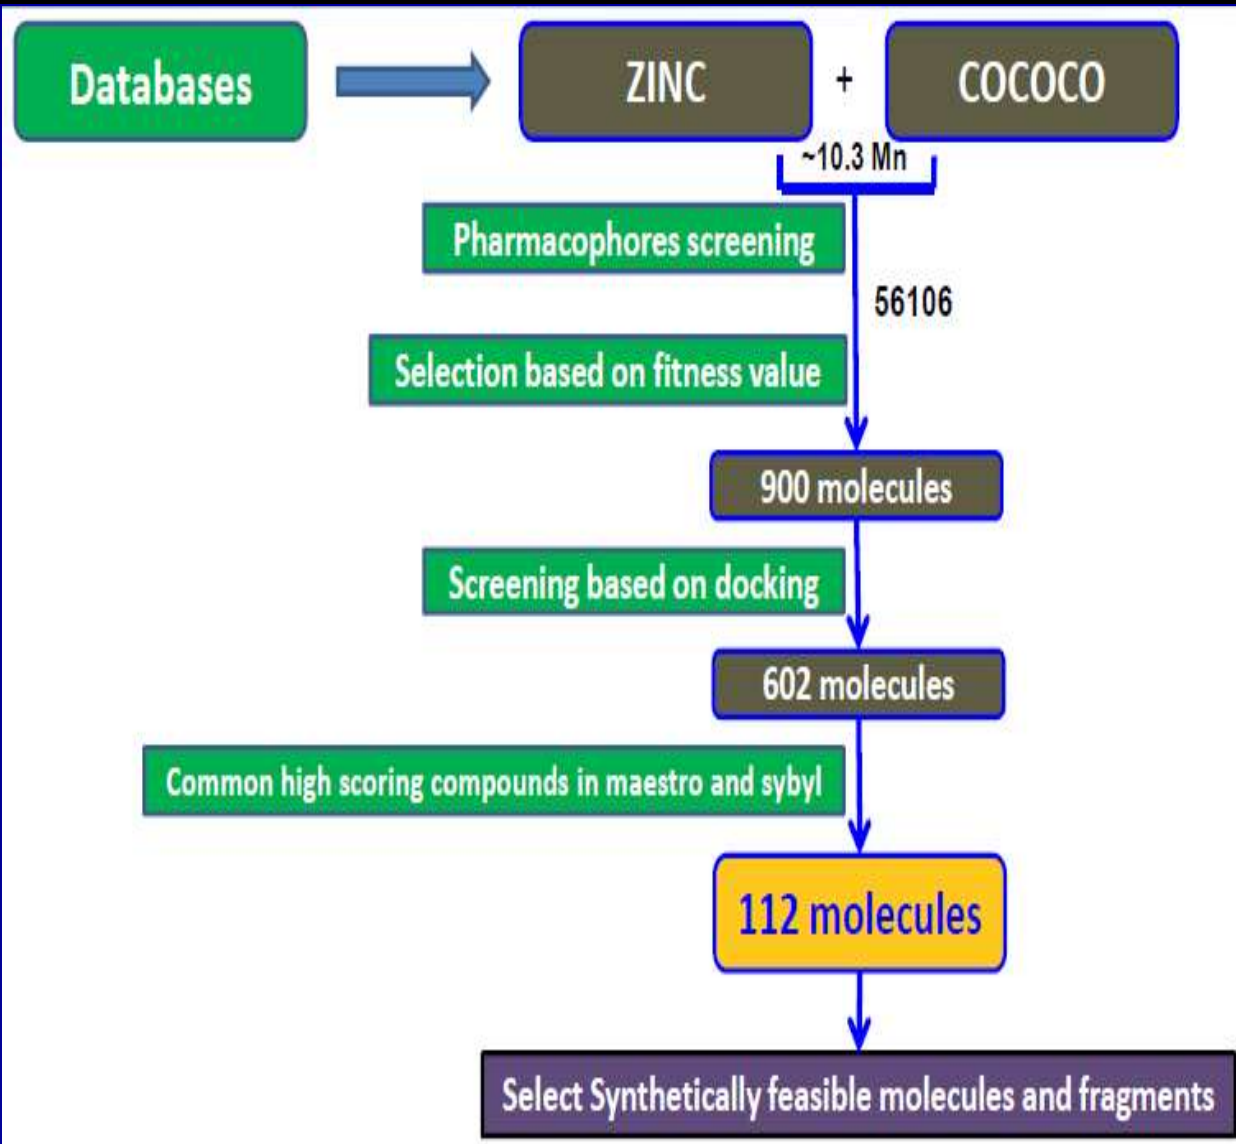 Databases
ZINC
+
COCOCO
~10.3 Mn
Pharmacophores screening
56106
Selection based on fitness value
900 molecules
Screening based on docking
602 molecules
Common high scoring compounds in maestro and sybyl
112 molecules
Select Synthetically feasible molecules and fragments